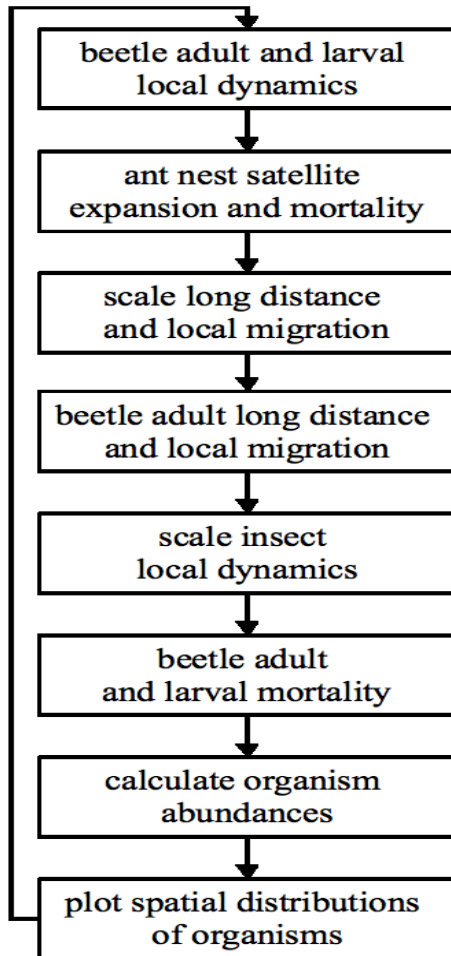 beetle adult and larval
local dynamics
ant nest satellite
expansion and mortality
scale long distance
and local migration
beetle adult long distance
and local migration
scale insect
local dynamics
beetle adult
and larval mortality
calculate organism
abundances
plot spatial distributions
of organisms